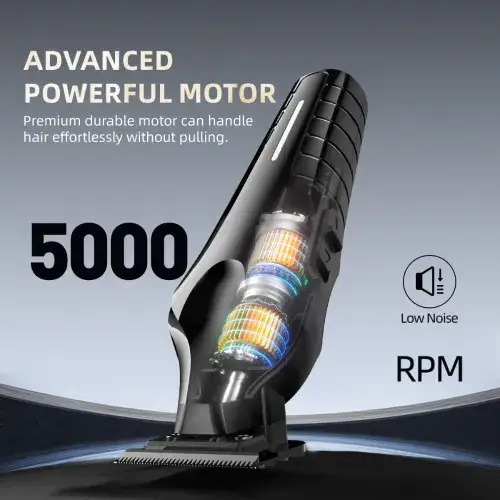 ADVANCED
POWERFUL MOTOR
Premium durable motor can handle
hair effortlessly without pulling.
5000
Low Noise
RPM